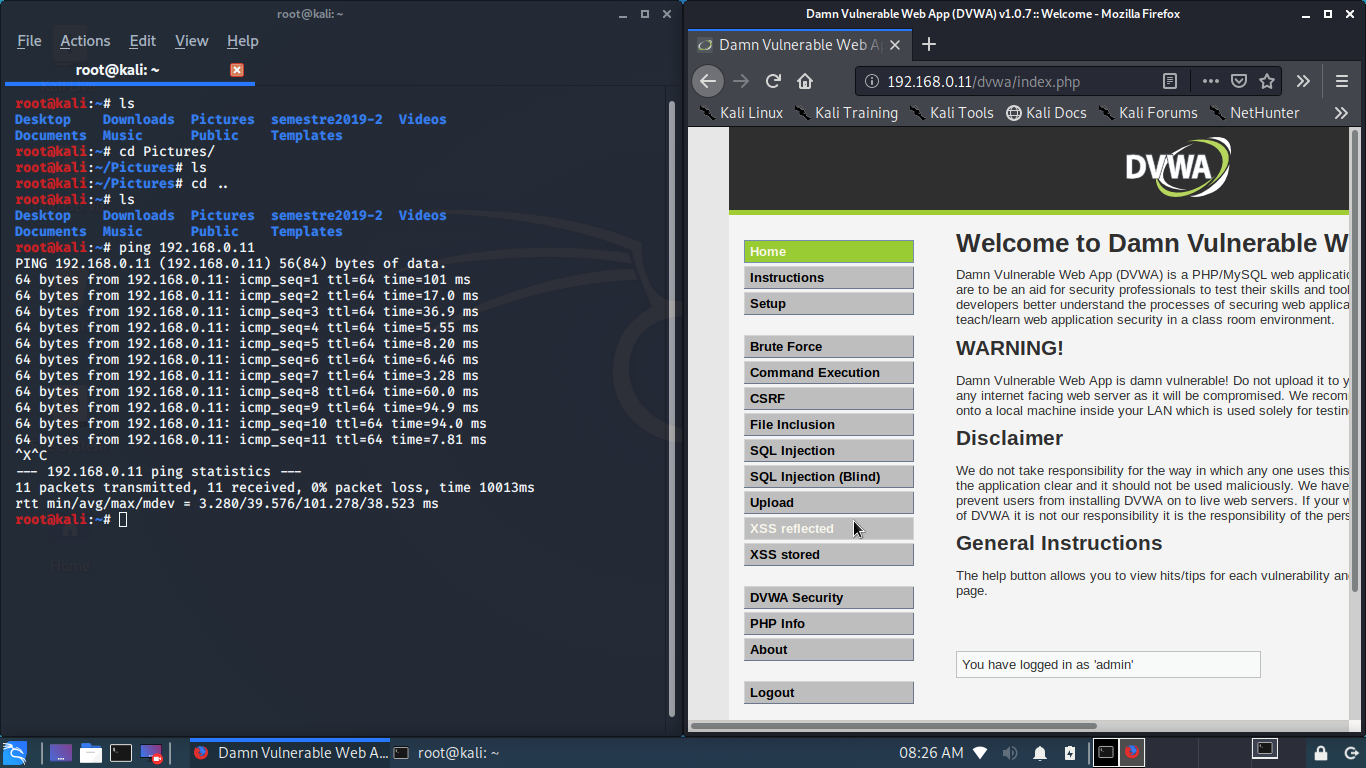 root@kali: ~
File Actions Edit View Help
root@kali: ~
root@kali:~# ls
Desktop Downloads Pictures semestre2019-2 Videos
Documents Music Public Templates
root@kali:~# cd Pictures/
root@kali:~/Pictures# ls
root@kali:~/Pictures# cd ..
root@kali:~# ls
Desktop Downloads Pictures semestre2019-2 Videos
Documents Music Public Templates
root@kali:~# ping 192.168.0.11
PING 192.168.0.11 (192.168.0.11) 56(84) bytes of data.
64 bytes from 192.168.0.11: icmp_seq=1 ttl=64 time=101 ms
64 bytes from 192.168.0.11: icmp_seq=2 ttl=64 time=17.0 ms
64 bytes from 192.168.0.11: icmp_seq=3 ttl=64 time=36.9 ms
64 bytes from 192.168.0.11: icmp_seq=4 ttl=64 time=5.55 ms
64 bytes from 192.168.0.11: icmp_seq=5 ttl=64 time=8.20 ms
64 bytes from 192.168.0.11: icmp_seq=6 ttl=64 time=6.46 ms
64 bytes from 192.168.0.11: icmp_seq=7 ttl=64 time=3.28 ms
64 bytes from 192.168.0.11: icmp_seq=8 ttl=64 time=60.0 ms
64 bytes from 192.168.0.11: icmp_seq=9 ttl=64 time=94.9 ms
64 bytes from 192.168.0.11: icmp_seq=10 ttl=64 time=94.0 ms
64 bytes from 192.168.0.11: icmp_seq=11 ttl=64 time=7.81 ms
^X^C
--- 192.168.0.11 ping statistics ---
11 packets transmitted, 11 received, 0% packet loss, time 10013ms
rtt min/avg/max/mdev = 3.280/39.576/101.278/38.523 ms
root@kali:~#
Home
Damn Vulnerable Web App (DVWA) v1.0.7 :: Welcome - Mozilla Firefox
Damn Vulnerable Web A
192.168.0.11/dvwa/index.php
Kali Linux Kali Training Kali Tools Kali Docs Kali Forums NetHunter
DVWA
Home
Instructions
Setup
Brute Force
Command Execution
CSRF
File Inclusion
SQL Injection
SQL Injection (Blind)
Upload
XSS reflected
XSS stored
DVWA Security
PHP Info
About
Logout
Welcome to Damn Vulnerable W
Damn Vulnerable Web App (DVWA) is a PHP/MySQL web applicatio
are to be an aid for security professionals to test their skills and tool
developers better understand the processes of securing web applica
teach/learn web application security in a class room environment.
WARNING!
Damn Vulnerable Web App is damn vulnerable! Do not upload it to y
any internet facing web server as it will be compromised. We recom
onto a local machine inside your LAN which is used solely for testin
Disclaimer
We do not take responsibility for the way in which any one uses this
the application clear and it should not be used maliciously. We have
prevent users from installing DVWA on to live web servers. If your w
of DVWA it is not our responsibility it is the responsibility of the pers
General Instructions
The help button allows you to view hits/tips for each vulnerability an
page.
You have logged in as 'admin'
Damn Vulnerable Web A... root@kali: ~ 08:26 AM